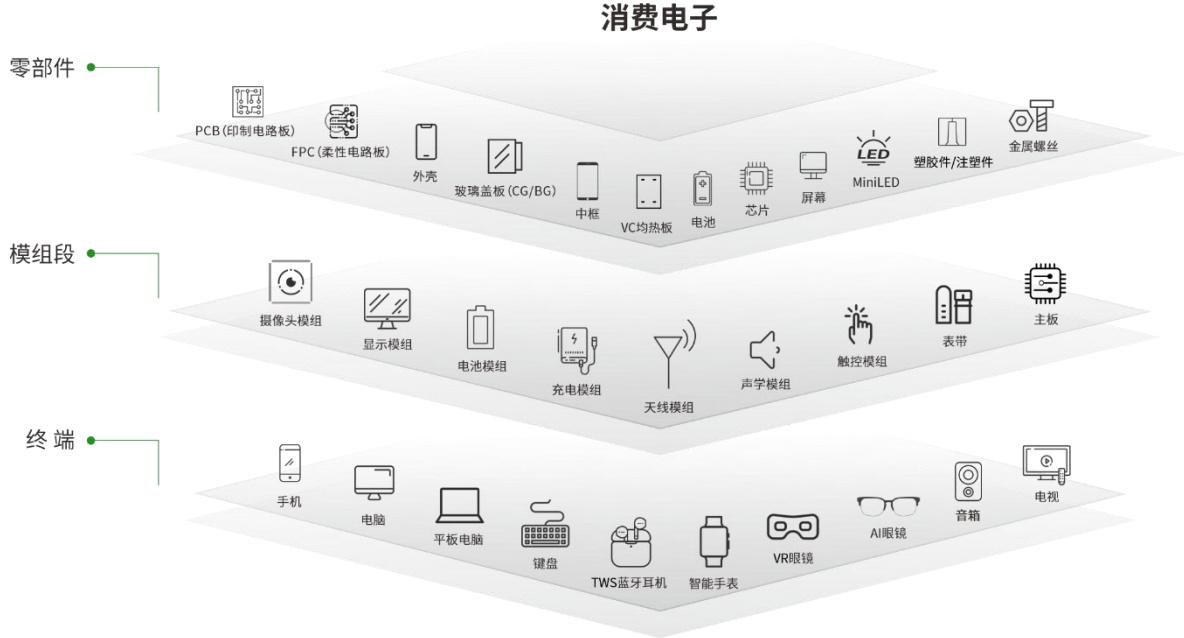 消费电子
零部件
PCB(印制电路板)
FPC(柔性电路板)
外壳
玻璃盖板(CG/BG)
中框
VC均热板
电池
芯片
屏幕
LED
MiniLED
塑胶件/注塑件
金属螺丝
模组段
摄像头模组
显示模组
电池模组
充电模组
天线模组
声学模组
触控模组
表带
主板
终 端
手机
电脑
平板电脑
键盘
TWS蓝牙耳机
智能手表
VR眼镜
AI眼镜
音箱
电视